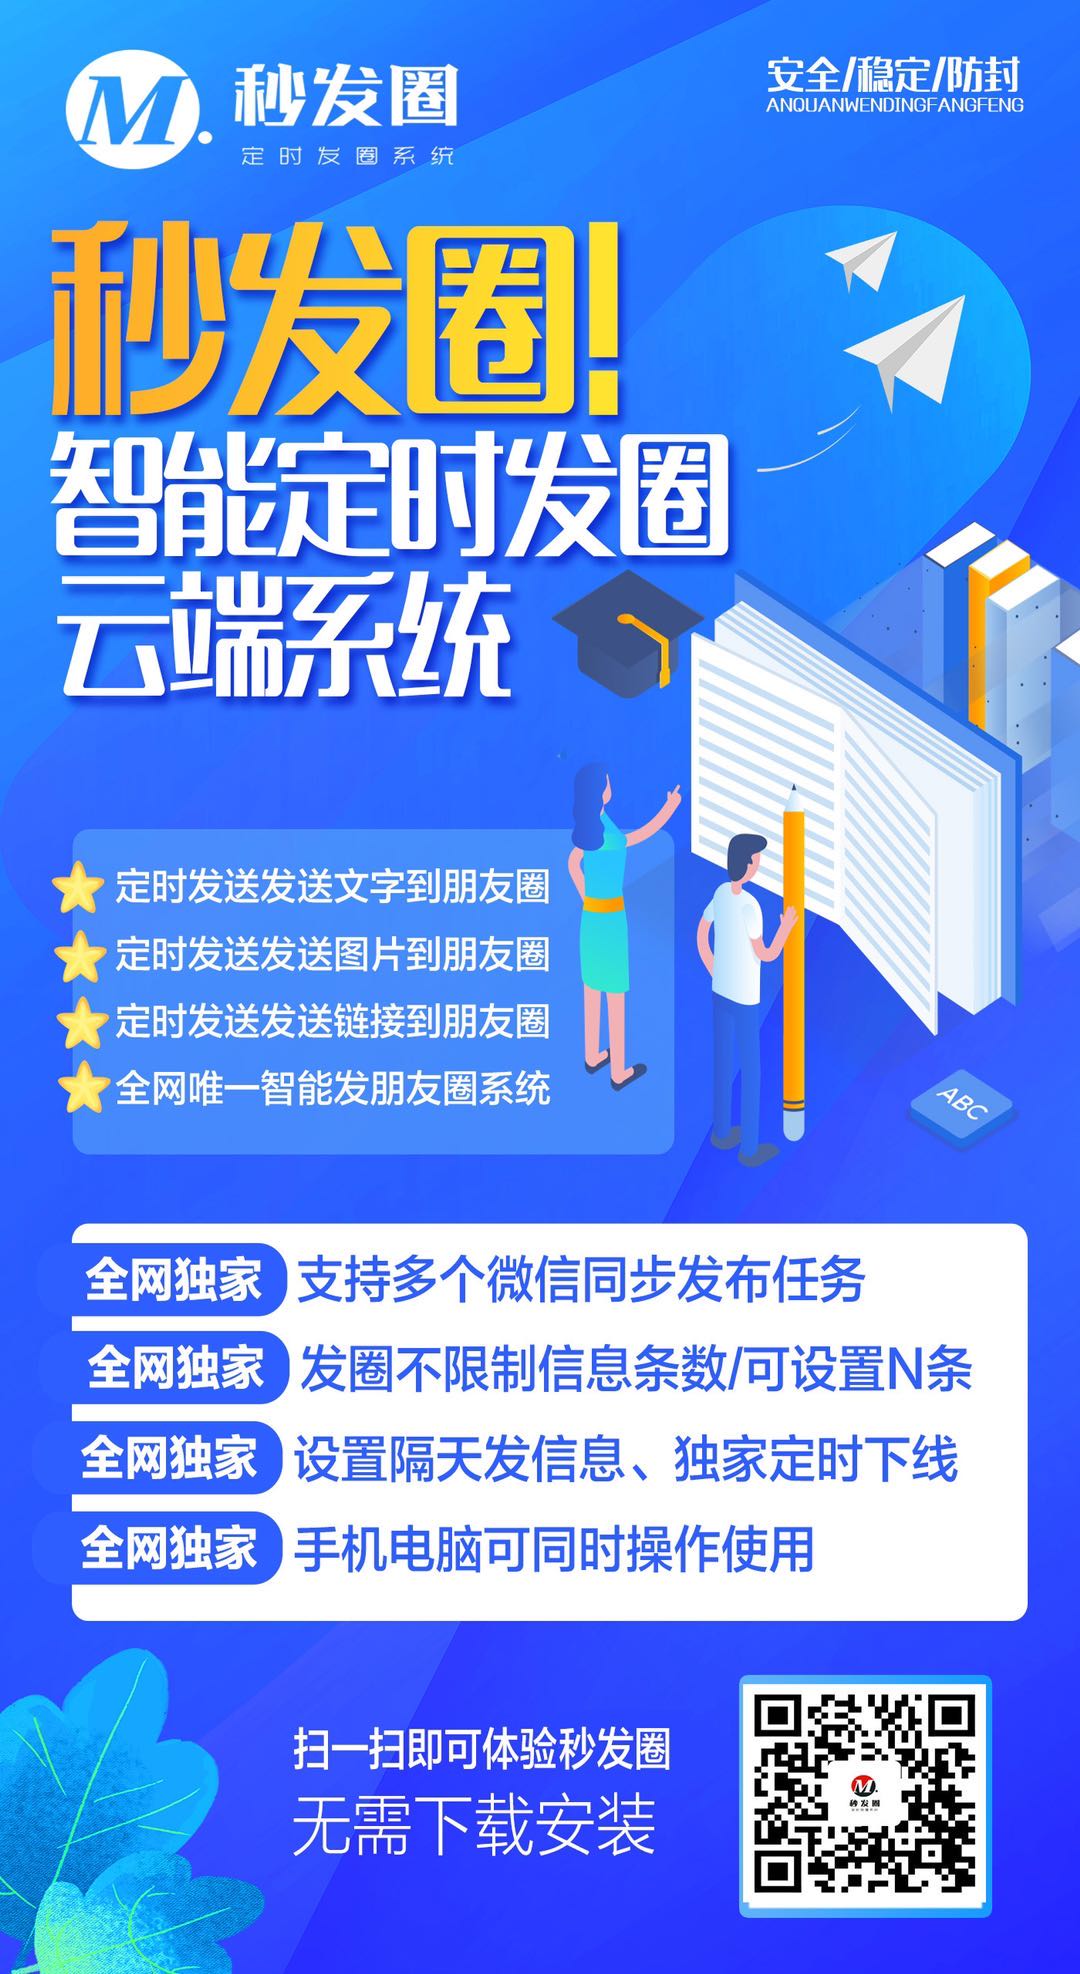 M. 秒发圈
定时发圈系统
安全/稳定/防封
ANQUANWENDINGFANGFENG
秒发圈!
智能定时发圈
云端系统
定时发送发送文字到朋友圈
定时发送发送图片到朋友圈
定时发送发送链接到朋友圈
全网唯一智能发朋友圈系统
ABC
全网独家 支持多个微信同步发布任务
全网独家 发圈不限制信息条数/可设置N条
全网独家 设置隔天发信息、独家定时下线
全网独家 手机电脑可同时操作使用
扫一扫即可体验秒发圈
无需下载安装
M.
秒发圈